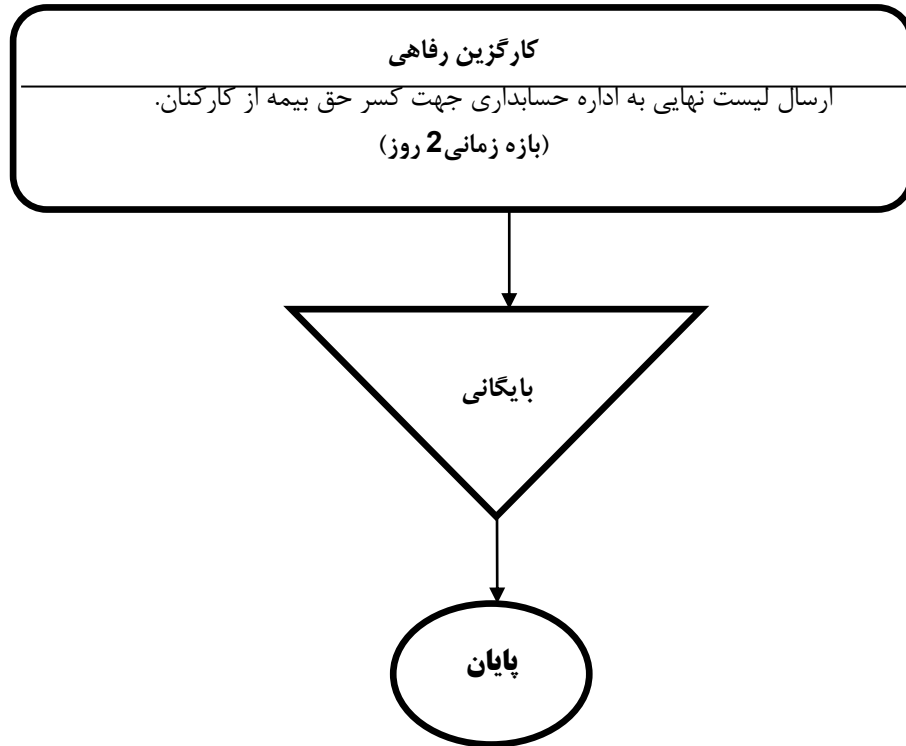 کارگزین رفاهی
ارسال لیست نهایی به اداره حسابداری جهت کسر حق بیمه از کارکنان.
(بازه زمانی2 روز)
بایگانی
پایان